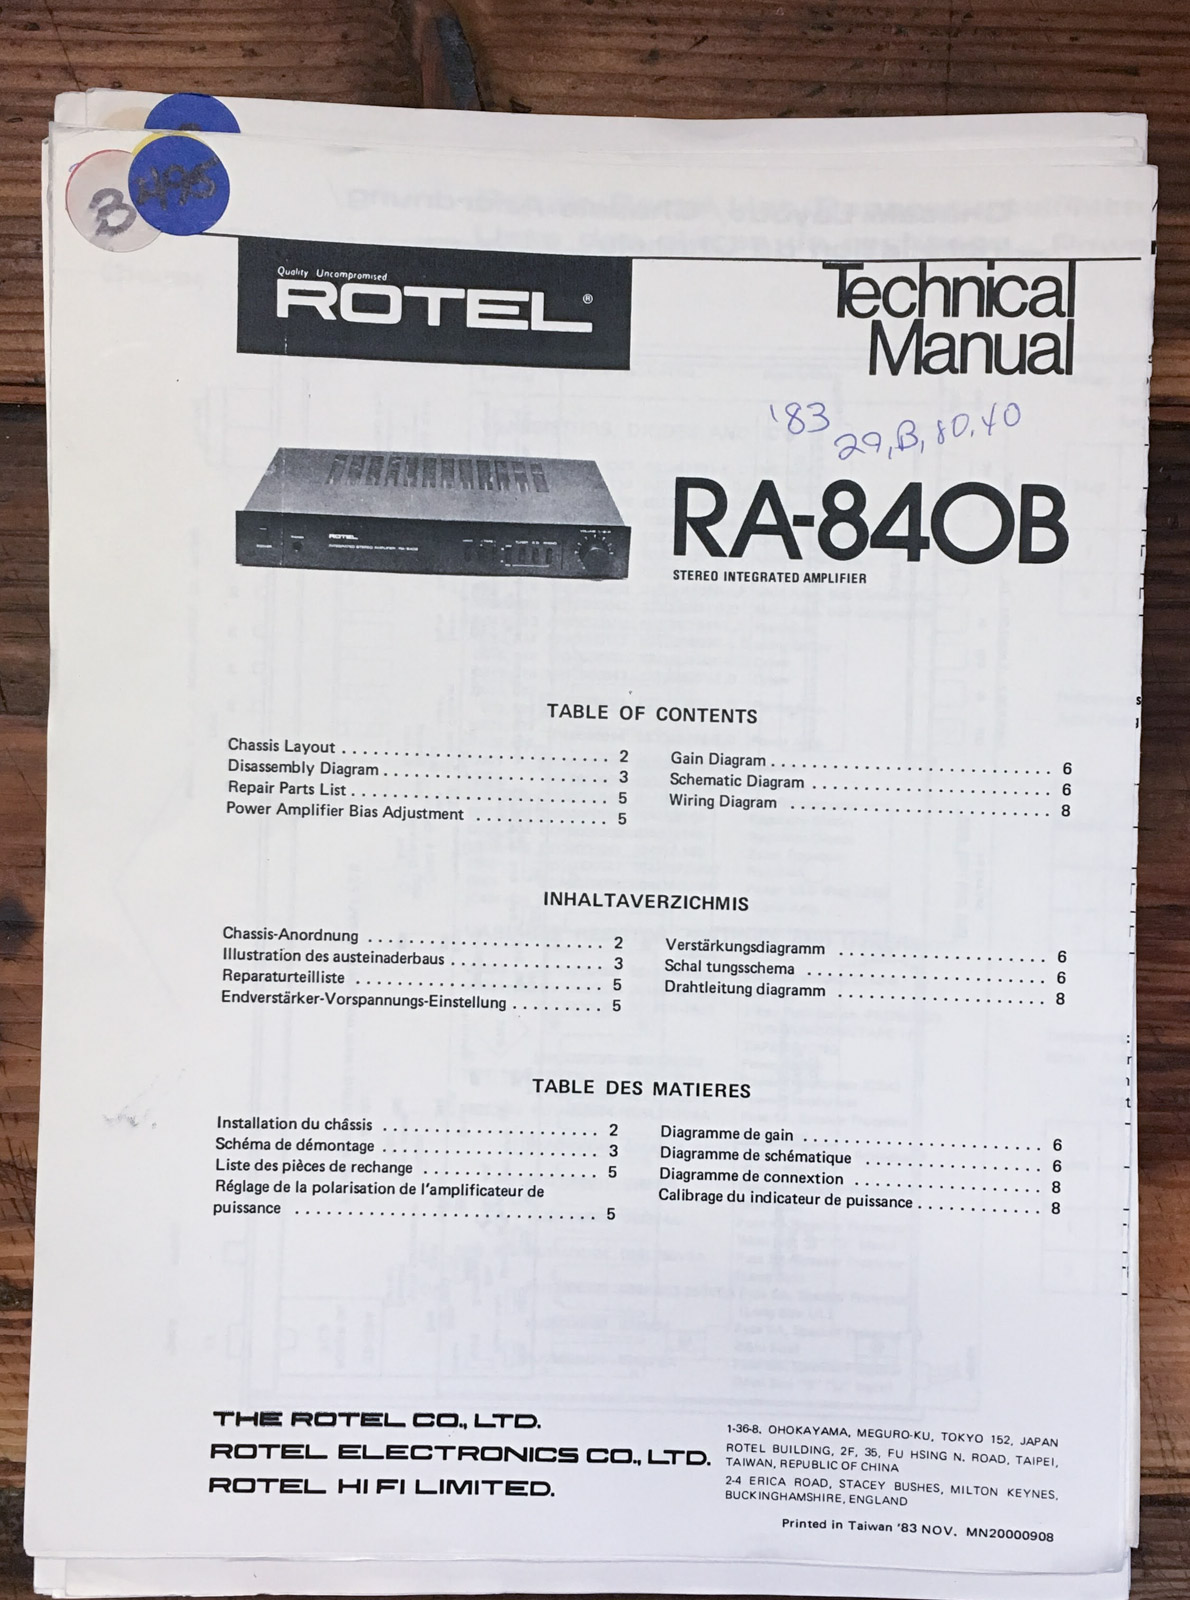 B
495
Quality Uncompromised
ROTEL®
Technical
Manual
'83
29, B, 80, 40
RA-840B
STEREO INTEGRATED AMPLIFIER
ROTEL
TABLE OF CONTENTS
Chassis Layout . . . . . . . . . . 2
Disassembly Diagram . . . . . . . . . . 3
Repair Parts List . . . . . . . . . . 5
Power Amplifier Bias Adjustment . . . . . . . . . . 5
Gain Diagram . . . . . . . . . . 6
Schematic Diagram . . . . . . . . . . 6
Wiring Diagram . . . . . . . . . . 8
INHALTAVERZICHMIS
Chassis-Anordnung . . . . . . . . . . 2
Illustration des austeinaderbaus . . . . . . . . . . 3
Reparaturteilliste . . . . . . . . . . 5
Endverstärker-Vorspannungs-Einstellung . . . . . . . . . 5
Verstärkungsdiagramm . . . . . . . . . . 6
Schal tungsschema . . . . . . . . . . 6
Drahtleitung diagramm . . . . . . . . . . 8
TABLE DES MATIERES
Installation du châssis . . . . . . . . . . 2
Schéma de démontage . . . . . . . . . . 3
Liste des pièces de rechange . . . . . . . . . . 5
Réglage de la polarisation de l'amplificateur de
puissance . . . . . . . . . . 5
Diagramme de gain . . . . . . . . . . 6
Diagramme de schématique . . . . . . . . . . 6
Diagramme de connextion . . . . . . . . . . 8
Calibrage du indicateur de puissance . . . . . . . . . . 8
THE ROTEL CO., LTD.
ROTEL ELECTRONICS CO., LTD.
ROTEL HI FI LIMITED.
1-36-8, OHOKAYAMA, MEGURO-KU, TOKYO 152, JAPAN
ROTEL BUILDING, 2F, 35, FU HSING N. ROAD, TAIPEI,
TAIWAN, REPUBLIC OF CHINA
2-4 ERICA ROAD, STACEY BUSHES, MILTON KEYNES,
BUCKINGHAMSHIRE, ENGLAND
Printed in Taiwan '83 NOV. MN20000908